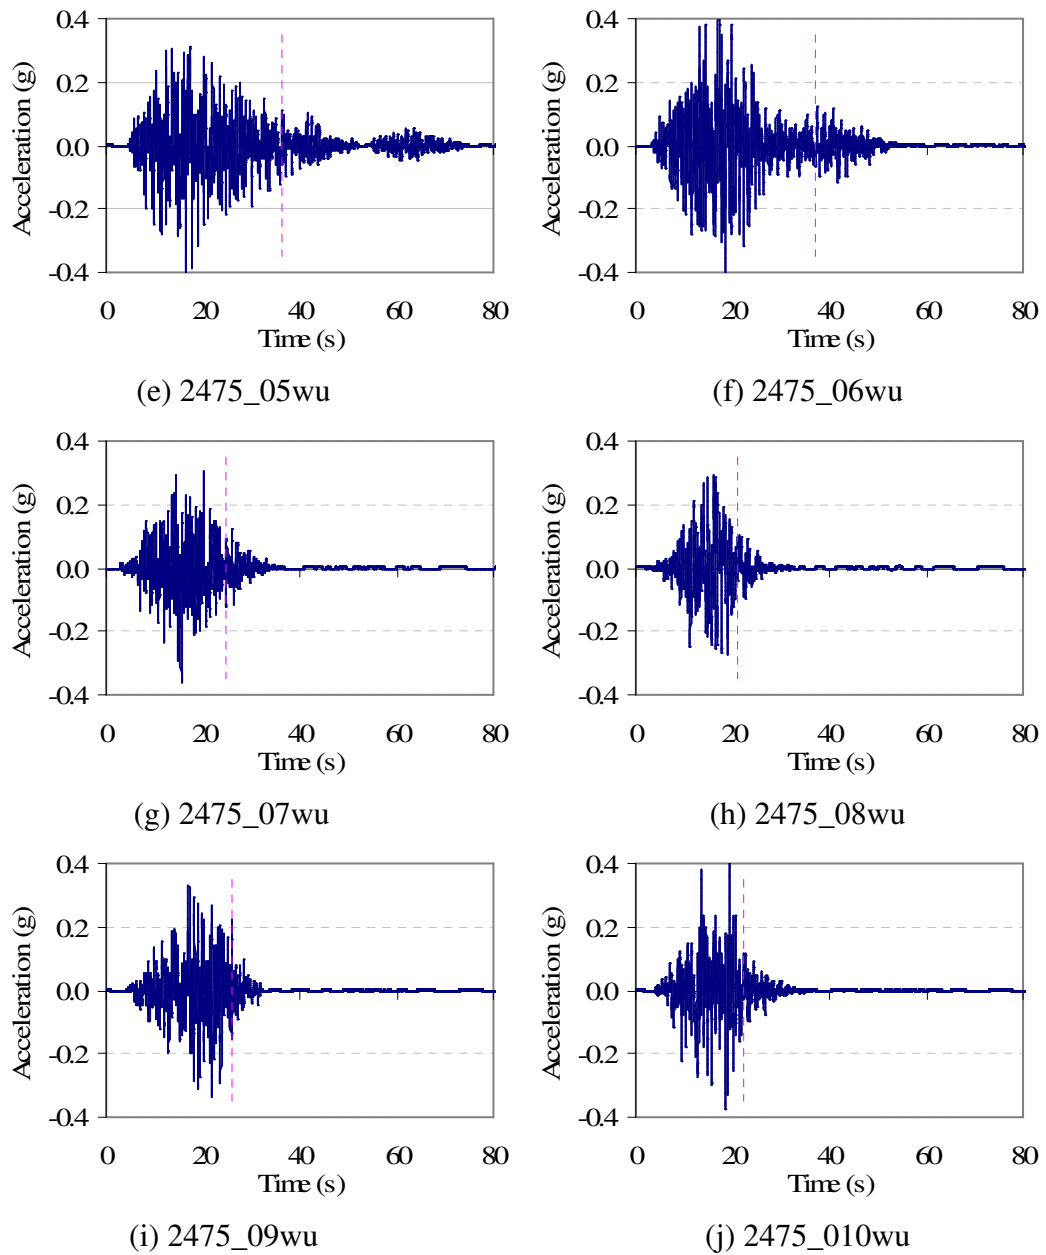 0.4
0.2
0.0
-0.2
-0.4
Acceleration (g)
0 20 40 60 80
Time (s)
(e) 2475_05wu
0.4
0.2
0.0
-0.2
-0.4
Acceleration (g)
0 20 40 60 80
Time (s)
(f) 2475_06wu
0.4
0.2
0.0
-0.2
-0.4
Acceleration (g)
0 20 40 60 80
Time (s)
(g) 2475_07wu
0.4
0.2
0.0
-0.2
-0.4
Acceleration (g)
0 20 40 60 80
Time (s)
(h) 2475_08wu
0.4
0.2
0.0
-0.2
-0.4
Acceleration (g)
0 20 40 60 80
Time (s)
(i) 2475_09wu
0.4
0.2
0.0
-0.2
-0.4
Acceleration (g)
0 20 40 60 80
Time (s)
(j) 2475_010wu